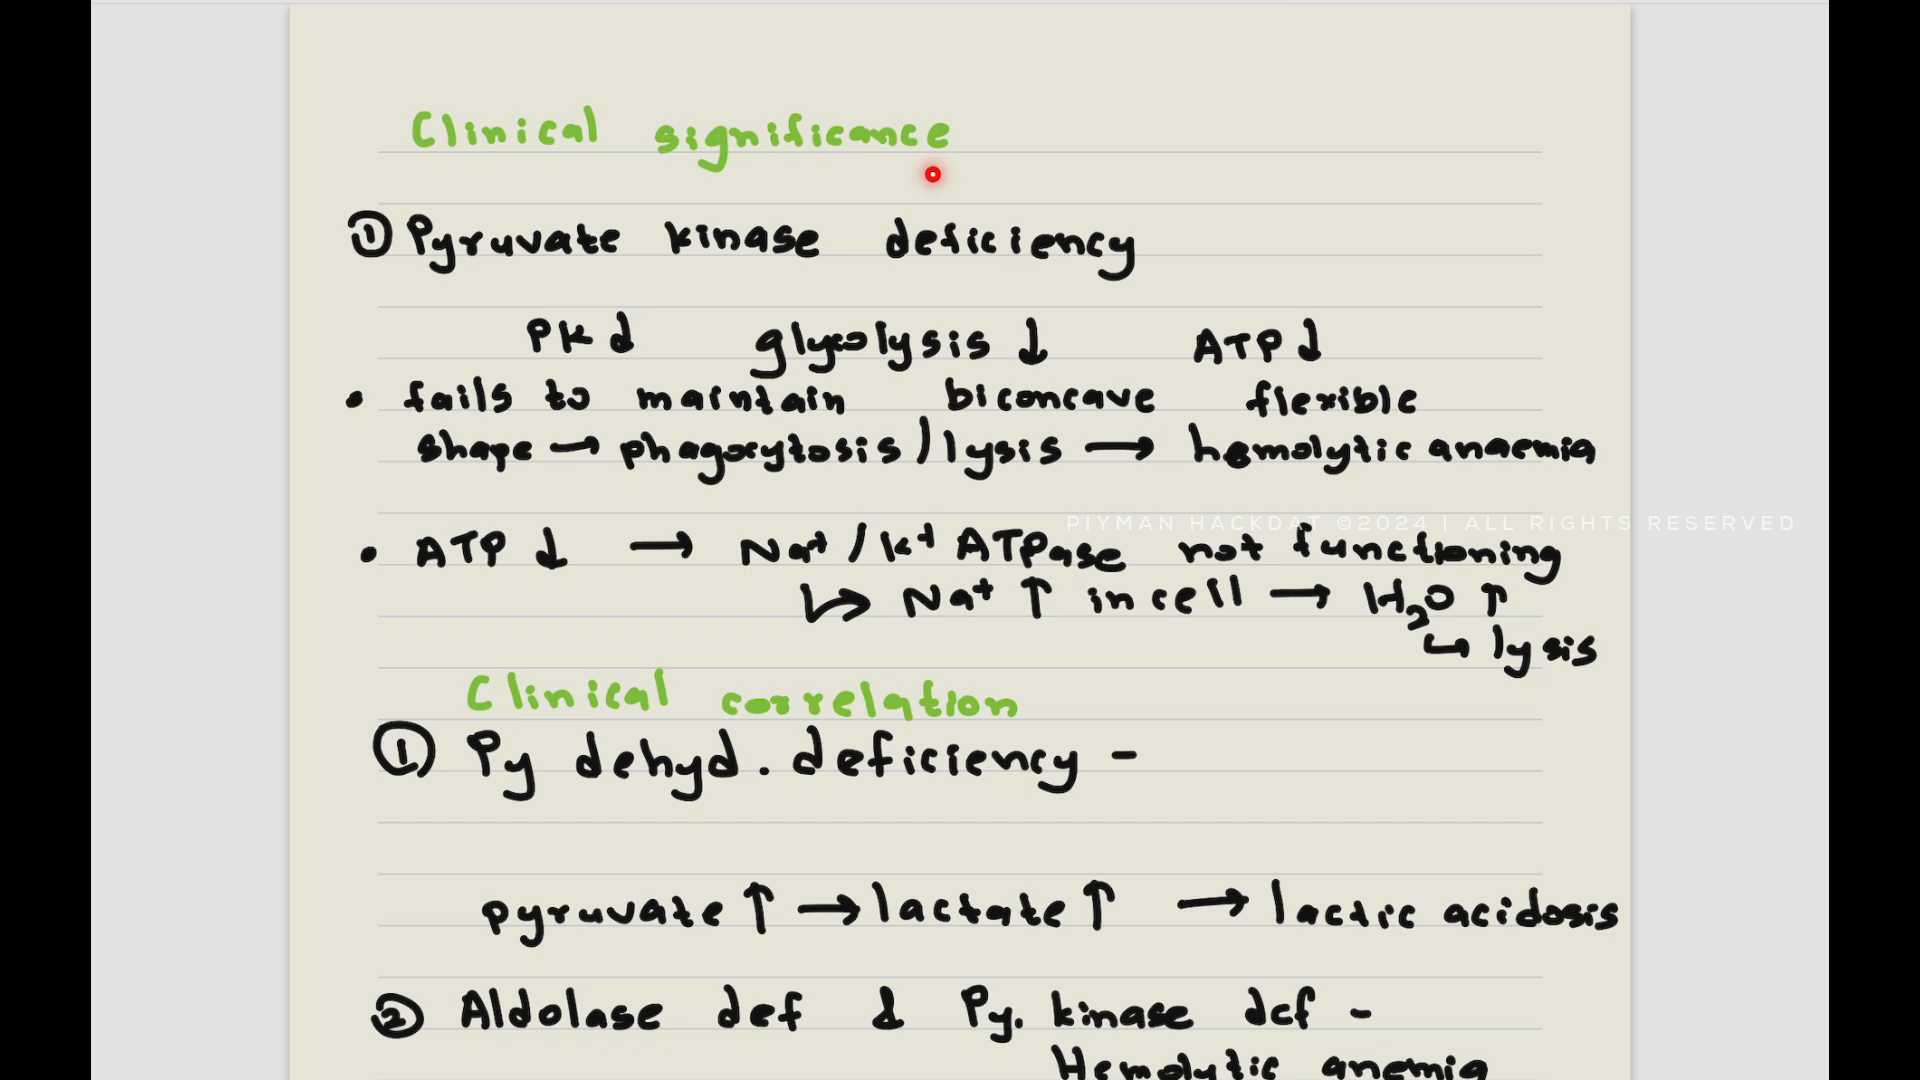 Clinical significance
① Pyruvate kinase deficiency
PK↓ glycolysis ↓ ATP↓
• fails to maintain biconcave flexible
shape → phagocytosis / lysis → hemolytic anaemia
PIYMAN HACKDAT ©2024 | ALL RIGHTS RESERVED
• ATP ↓ → Na+ / K+ ATPase not functioning
↳ Na+ ↑ in cell → H₂O ↑
↳ lysis
Clinical correlation
① Py dehyd. deficiency -
pyruvate ↑ → lactate ↑ → lactic acidosis
② Aldolase def & Py. kinase def -
Hemolytic anemia